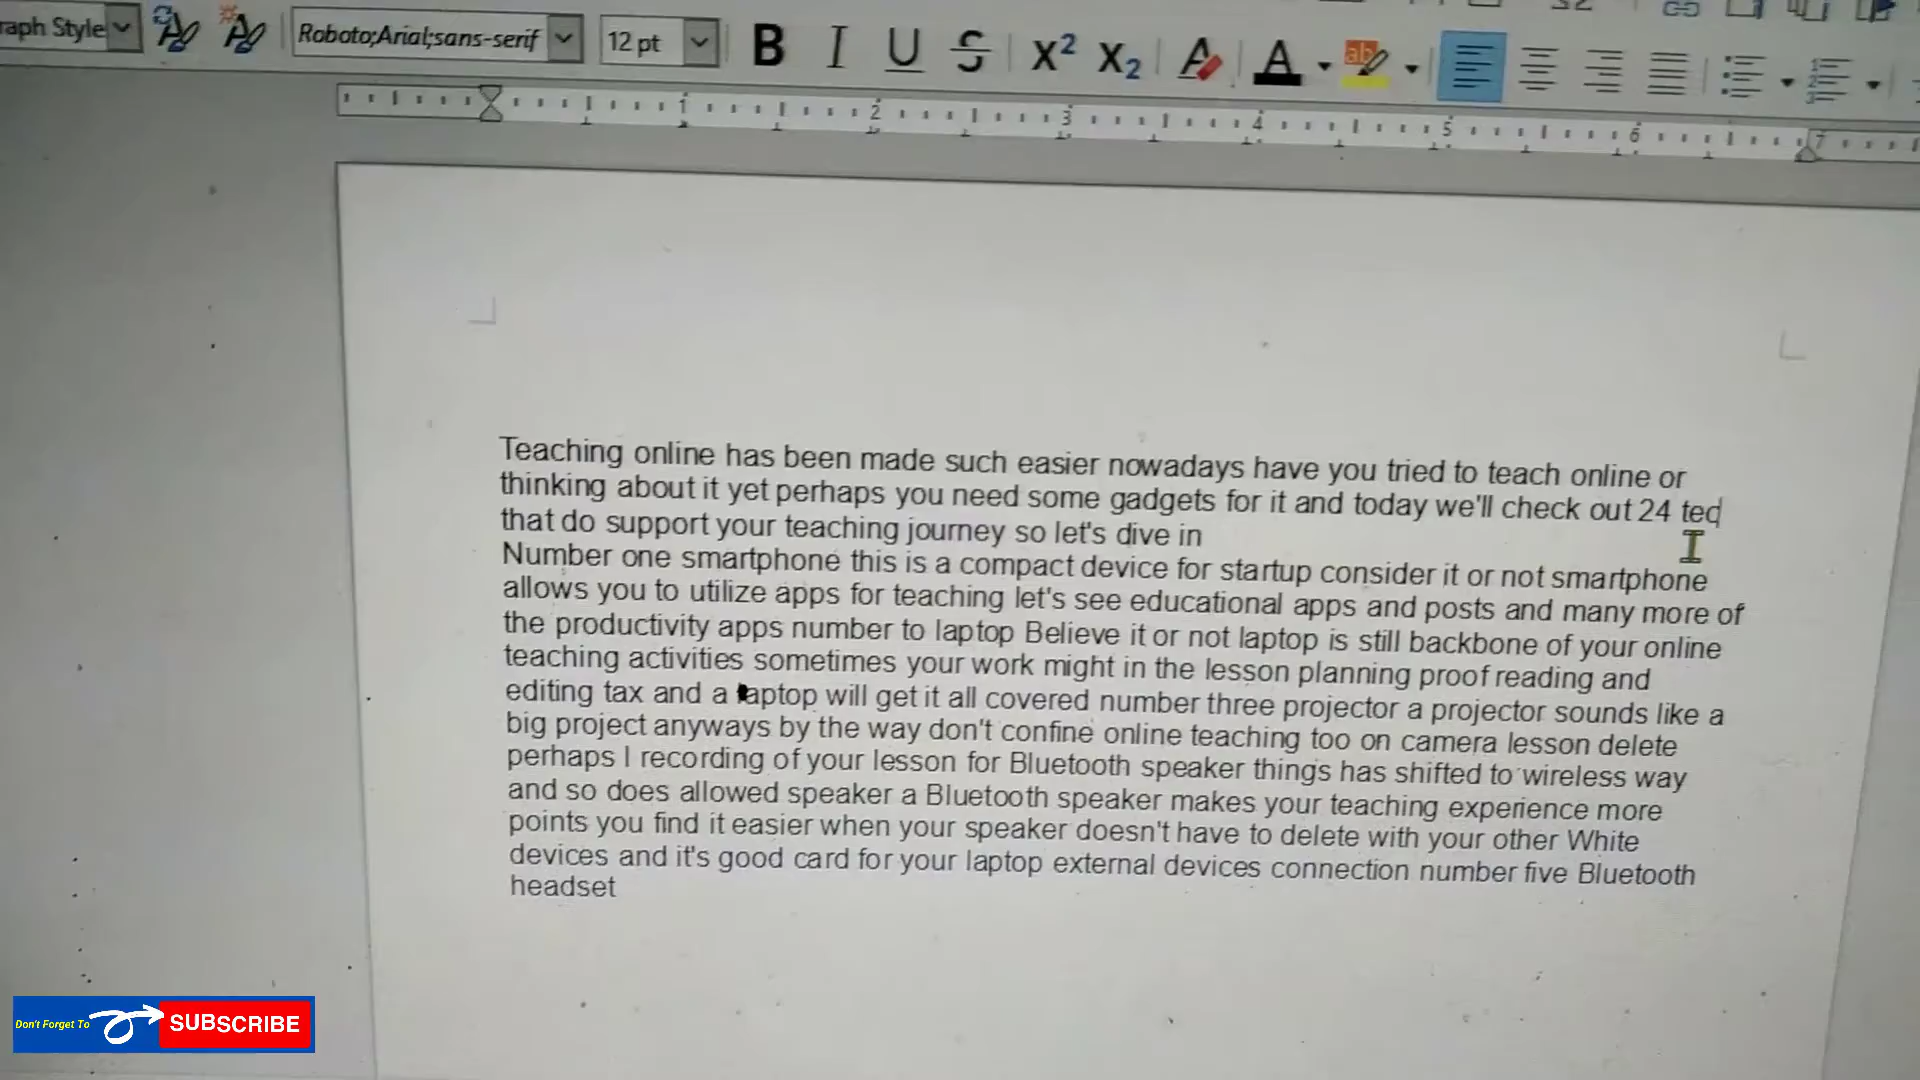 raph Style
Roboto;Arial;sans-serif
12 pt
B I U S X2 X2 A A ab
1 2 3 4 5 6 7
Teaching online has been made such easier nowadays have you tried to teach online or
thinking about it yet perhaps you need some gadgets for it and today we'll check out 24 tec
that do support your teaching journey so let's dive in
Number one smartphone this is a compact device for startup consider it or not smartphone
allows you to utilize apps for teaching let's see educational apps and posts and many more of
the productivity apps number to laptop Believe it or not laptop is still backbone of your online
teaching activities sometimes your work might in the lesson planning proof reading and
editing tax and a laptop will get it all covered number three projector a projector sounds like a
big project anyways by the way don't confine online teaching too on camera lesson delete
perhaps I recording of your lesson for Bluetooth speaker things has shifted to wireless way
and so does allowed speaker a Bluetooth speaker makes your teaching experience more
points you find it easier when your speaker doesn't have to delete with your other White
devices and it's good card for your laptop external devices connection number five Bluetooth
headset
Don't Forget To
SUBSCRIBE